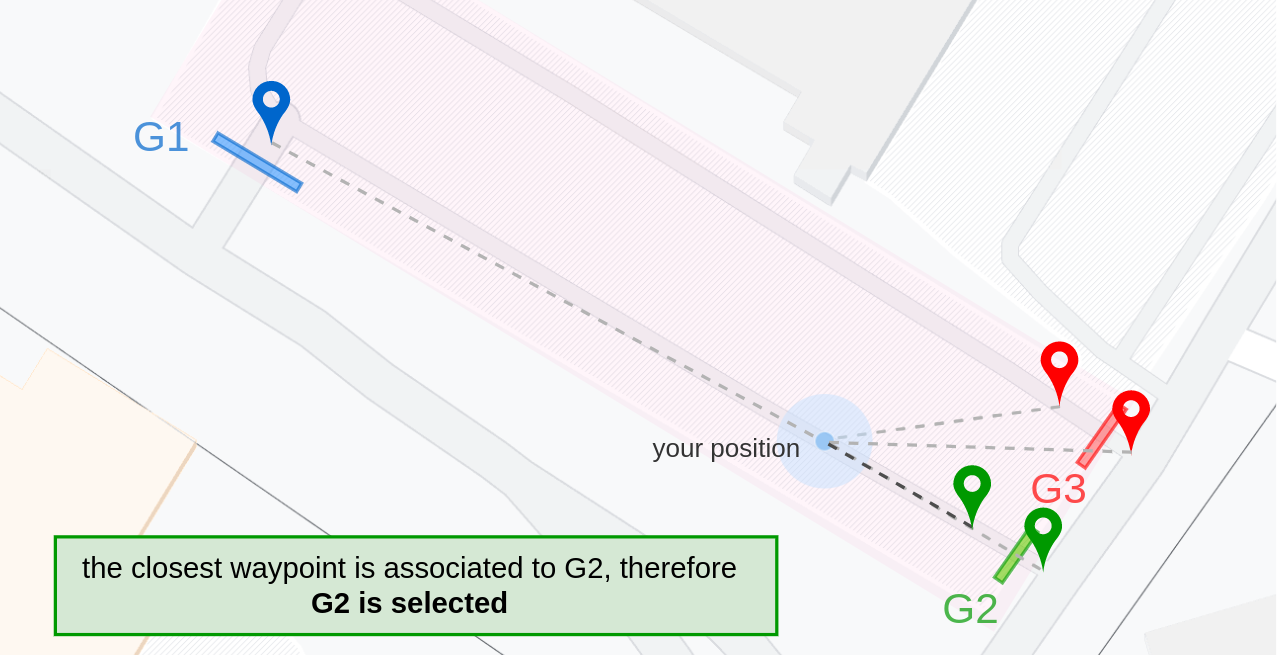 G1
your position
G3
the closest waypoint is associated to G2, therefore
G2 is selected
G2